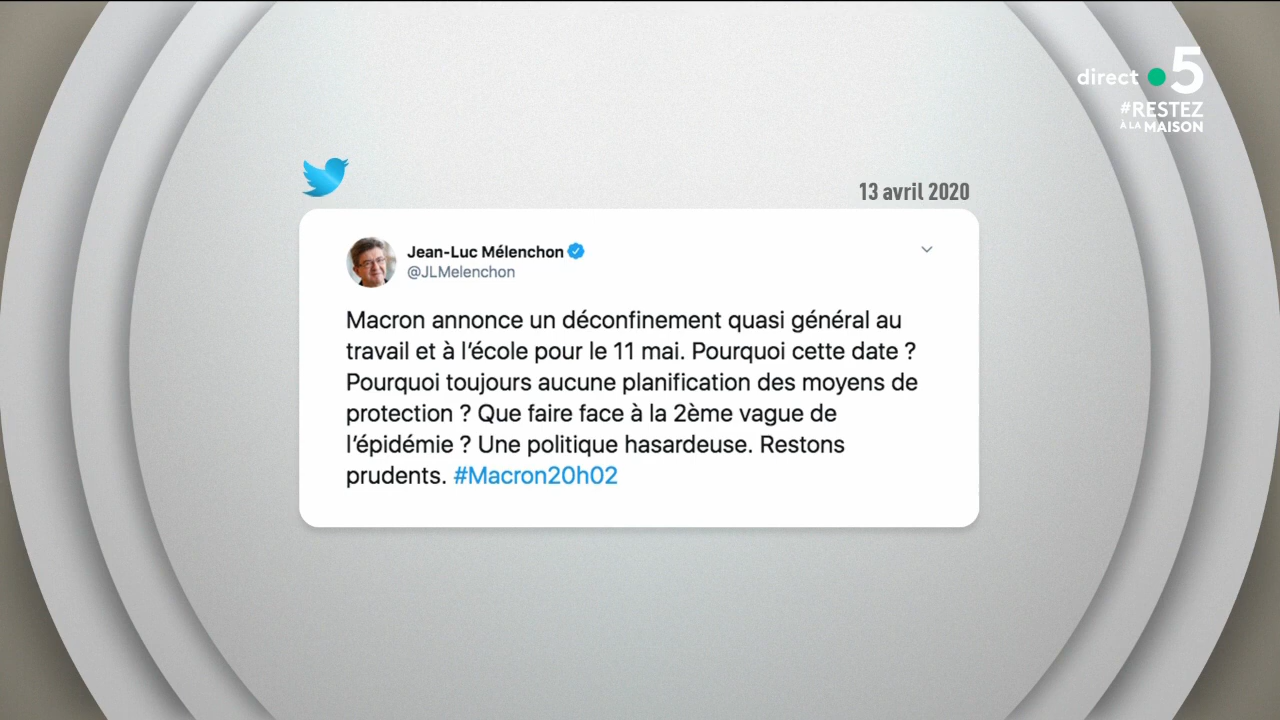 direct 5
#RESTEZ
À LA MAISON
13 avril 2020
Jean-Luc Mélenchon
@JLMelenchon
Macron annonce un déconfinement quasi général au
travail et à l'école pour le 11 mai. Pourquoi cette date ?
Pourquoi toujours aucune planification des moyens de
protection ? Que faire face à la 2ème vague de
l'épidémie ? Une politique hasardeuse. Restons
prudents. #Macron20h02